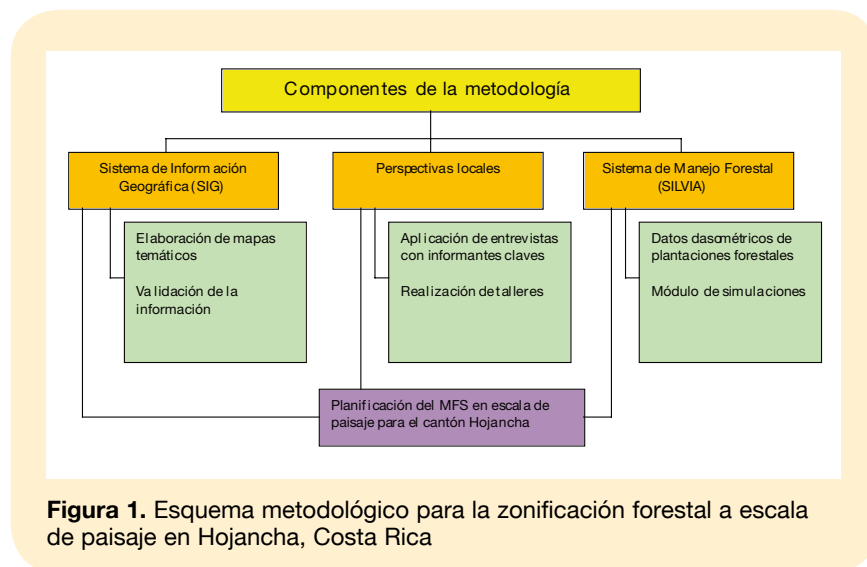 Componentes de la metodología
Sistema de Información
Geográfica (SIG)
Perspectivas locales
Sistema de Manejo Forestal
(SILVIA)
Elaboración de mapas
temáticos
Validación de la
información
Aplicación de entrevistas
con informantes claves
Realización de talleres
Datos dasométricos de
plantaciones forestales
Módulo de simulaciones
Planificación del MFS en escala de
paisaje para el cantón Hojancha
Figura 1. Esquema metodológico para la zonificación forestal a escala
de paisaje en Hojancha, Costa Rica